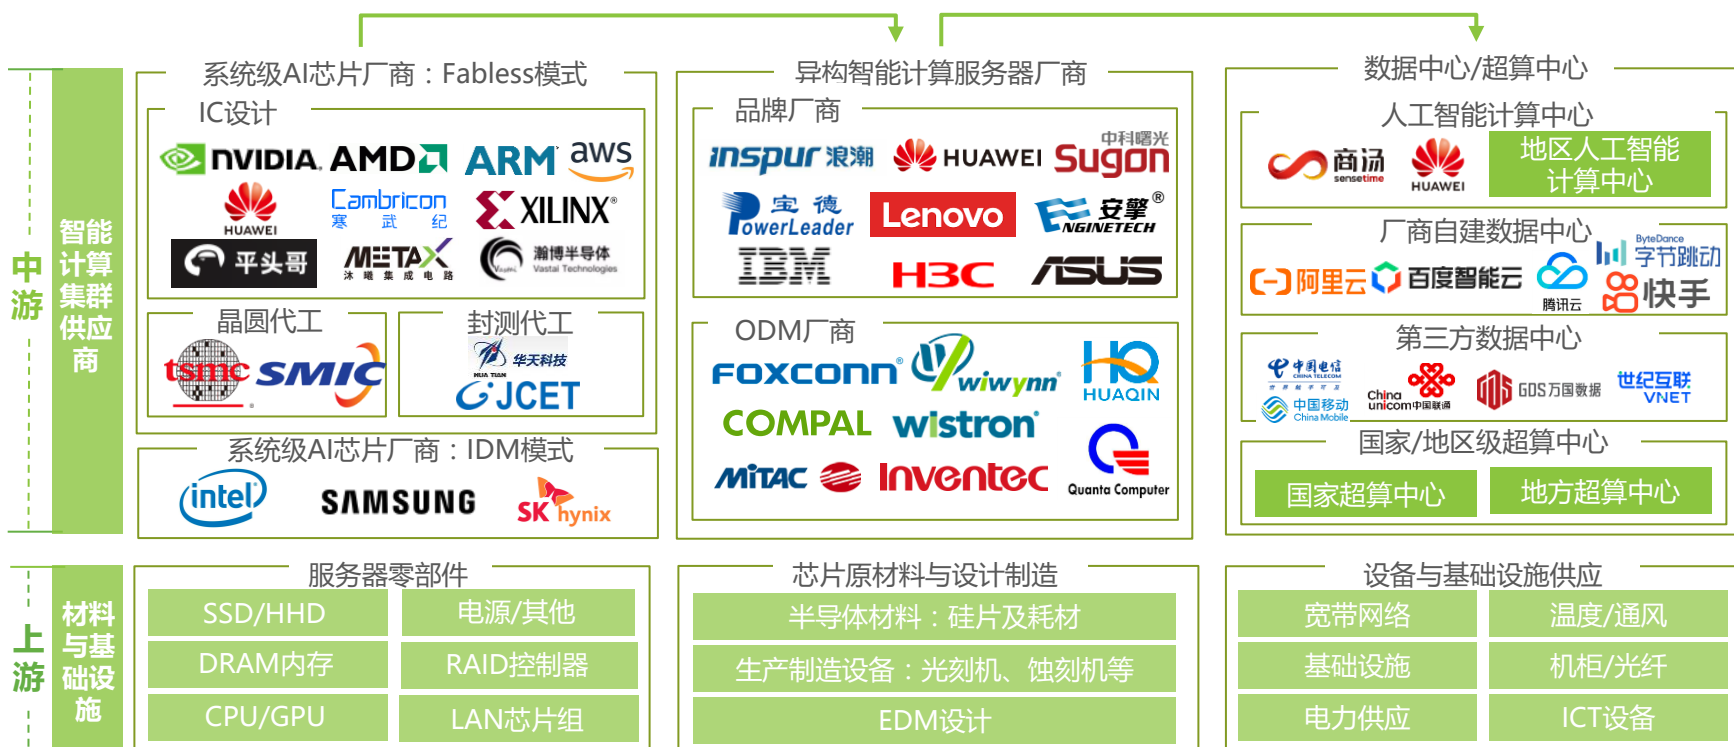 中游
智能
计算
集群
供应
商
系统级AI芯片厂商：Fabless模式
IC设计
NVIDIA.
AMD
ARM
aws
HUAWEI
Cambricon
寒武纪
XILINX®
平头哥
METAX
沐曦集成电路
瀚博半导体
Vastai Technologies
晶圆代工
tsmc
SMIC
封测代工
华天科技
HUA TIAN
JCET
系统级AI芯片厂商：IDM模式
intel
SAMSUNG
SK hynix
异构智能计算服务器厂商
品牌厂商
inspur 浪潮
HUAWEI
中科曙光
Sugon
宝德
PowerLeader
Lenovo
安擎®
ENGINETECH
IBM
H3C
ASUS
ODM厂商
FOXCONN®
wiwynn®
HQ
HUAQIN
COMPAL
wistron®
MiTAC
Inventec
Quanta Computer
数据中心/超算中心
人工智能计算中心
商汤
sensetime
HUAWEI
地区人工智能
计算中心
厂商自建数据中心
阿里云
百度智能云
腾讯云
ByteDance
字节跳动
快手
第三方数据中心
中国电信
CHINA TELECOM
世界触手可及
中国移动
China Mobile
China
unicom中国联通
GDS万国数据
世纪互联
VNET
国家/地区级超算中心
国家超算中心
地方超算中心
上游
材料
与基
础设
施
服务器零部件
SSD/HHD
电源/其他
DRAM内存
RAID控制器
CPU/GPU
LAN芯片组
芯片原材料与设计制造
半导体材料：硅片及耗材
生产制造设备：光刻机、蚀刻机等
EDM设计
设备与基础设施供应
宽带网络
温度/通风
基础设施
机柜/光纤
电力供应
ICT设备